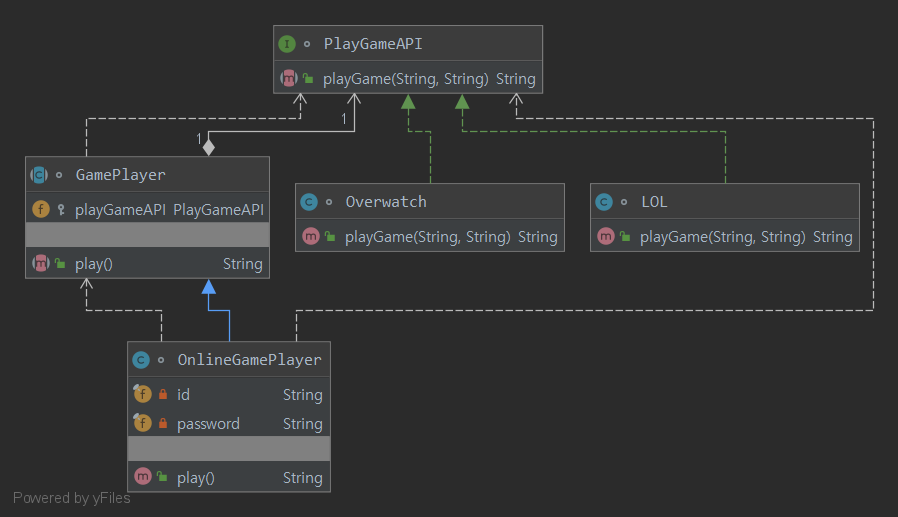 I PlayGameAPI
m playGame(String, String) String
1
1
C GamePlayer
f playGameAPI PlayGameAPI
m play() String
C Overwatch
m playGame(String, String) String
C LOL
m playGame(String, String) String
C OnlineGamePlayer
f id String
f password String
m play() String
Powered by yFiles